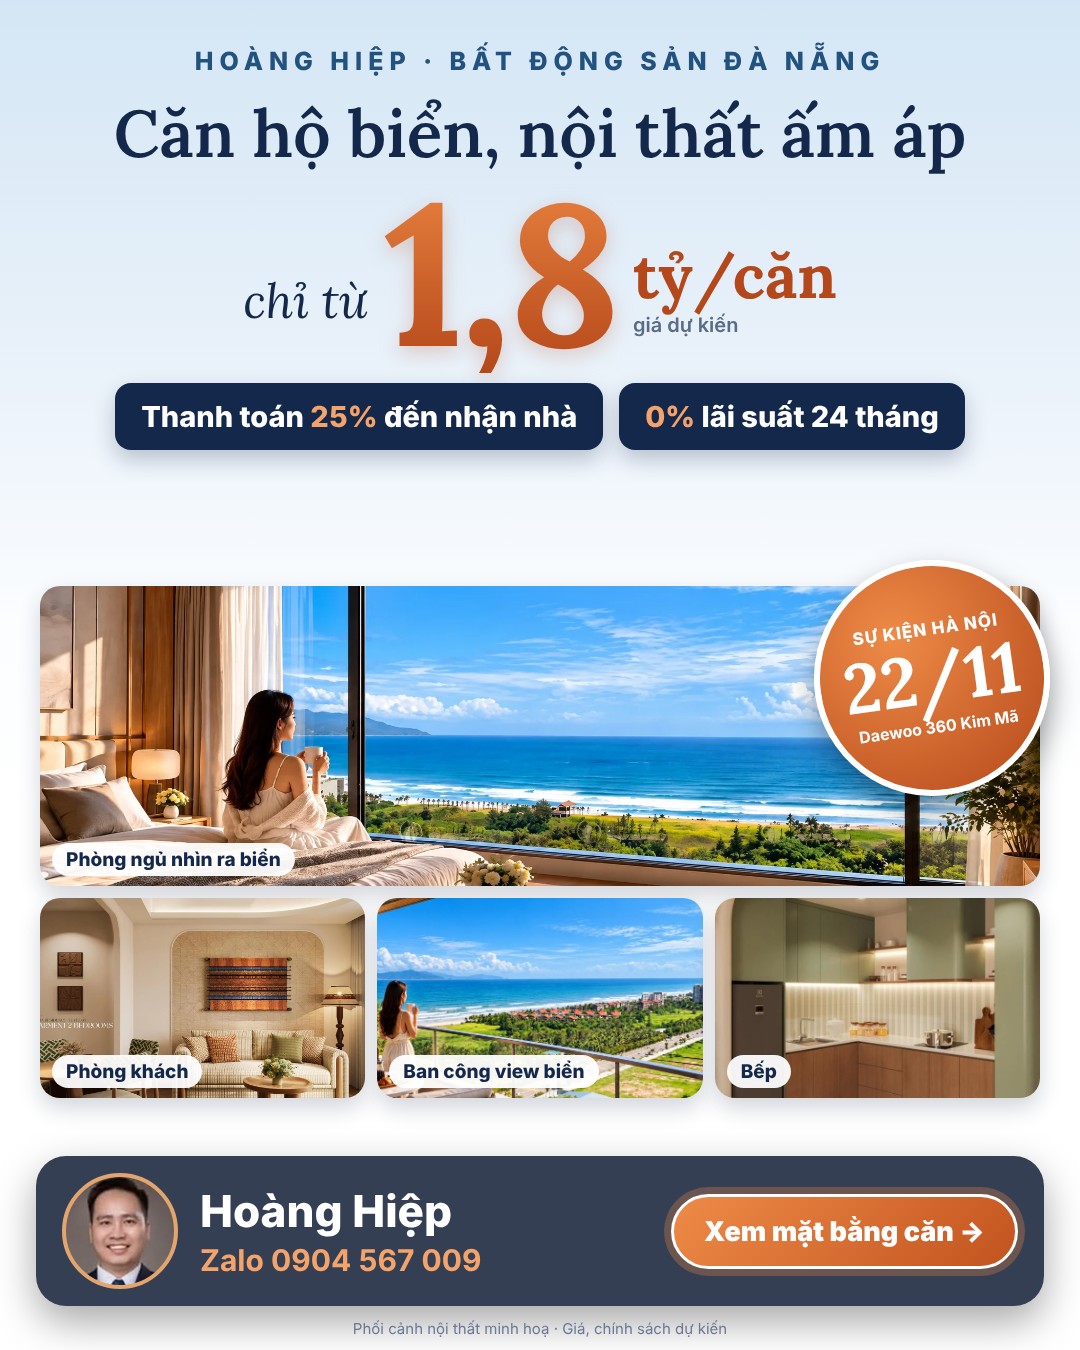 HOÀNG HIỆP · BẤT ĐỘNG SẢN ĐÀ NẴNG
Căn hộ biển, nội thất ấm áp
chỉ từ 1,8 tỷ/căn
giá dự kiến
Thanh toán 25% đến nhận nhà
0% lãi suất 24 tháng
SỰ KIỆN HÀ NỘI
22/11
Daewoo 360 Kim Mã
Phòng ngủ nhìn ra biển
Phòng khách
Ban công view biển
Bếp
Hoàng Hiệp
Zalo 0904 567 009
Xem mặt bằng căn →
Phối cảnh nội thất minh hoạ · Giá, chính sách dự kiến